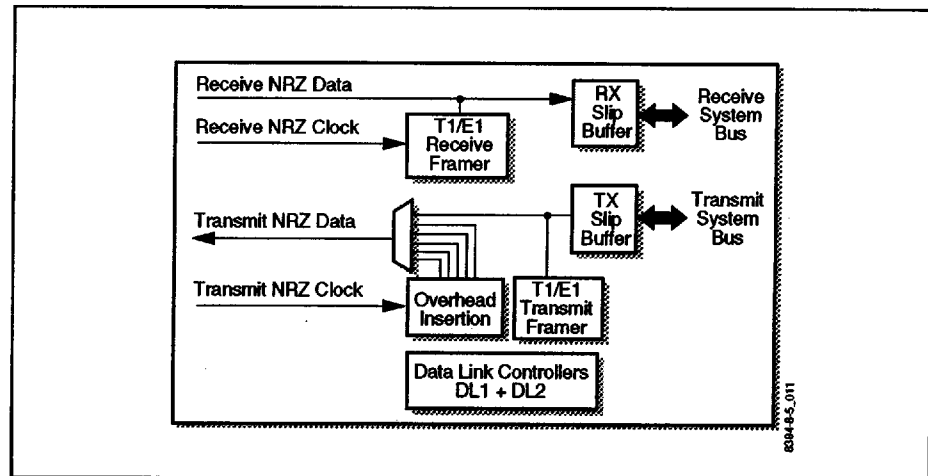 Receive NRZ Data
RX
Slip
Buffer
Receive
System
Bus
Receive NRZ Clock
T1/E1
Receive
Framer
TX
Slip
Buffer
Transmit
System
Bus
Transmit NRZ Data
Transmit NRZ Clock
Overhead
Insertion
T1/E1
Transmit
Framer
Data Link Controllers
DL1 + DL2
8394-8-5_011